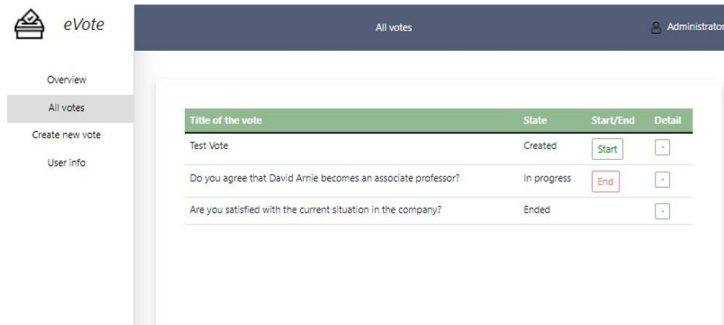 eVote
All votes
Administrator
Overview
All votes
Create new vote
User info
Title of the vote State Start/End Detail
Test Vote Created Start
Do you agree that David Arnie becomes an associate professor? In progress End
Are you satisfied with the current situation in the company? Ended